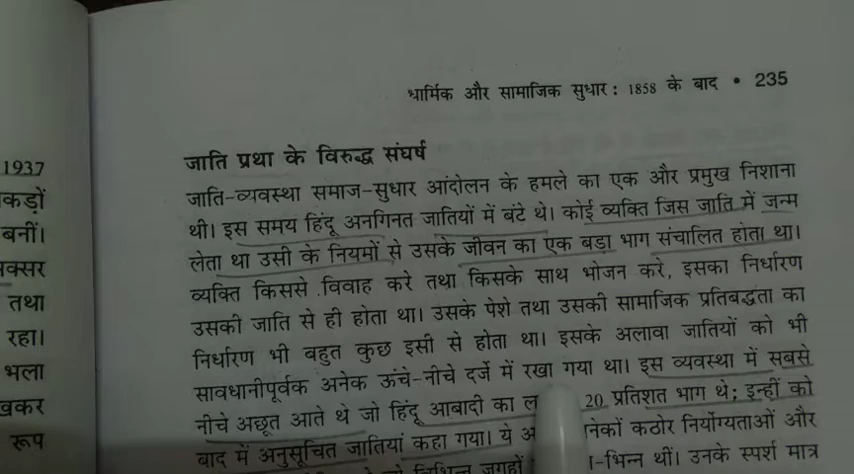 धार्मिक और सामाजिक सुधार : 1858 के बाद • 235
जाति प्रथा के विरुद्ध संघर्ष
जाति-व्यवस्था समाज-सुधार आंदोलन के हमले का एक और प्रमुख निशाना
थी। इस समय हिंदू अनगिनत जातियों में बंटे थे। कोई व्यक्ति जिस जाति में जन्म
लेता था उसी के नियमों से उसके जीवन का एक बड़ा भाग संचालित होता था।
व्यक्ति किससे विवाह करे तथा किसके साथ भोजन करे, इसका निर्धारण
उसकी जाति से ही होता था। उसके पेशे तथा उसकी सामाजिक प्रतिबद्धता का
निर्धारण भी बहुत कुछ इसी से होता था। इसके अलावा जातियों को भी
सावधानीपूर्वक अनेक ऊंचे-नीचे दर्जे में रखा गया था। इस व्यवस्था में सबसे
नीचे अछूत आते थे जो हिंदू आबादी का 20 प्रतिशत भाग थे; इन्हीं को
बाद में अनुसूचित जातियां कहा गया। ये कठोर निर्योग्यताओं और
थीं। उनके स्पर्श मात्र
1937
बनीं।
तथा
रहा।
भला
रूप